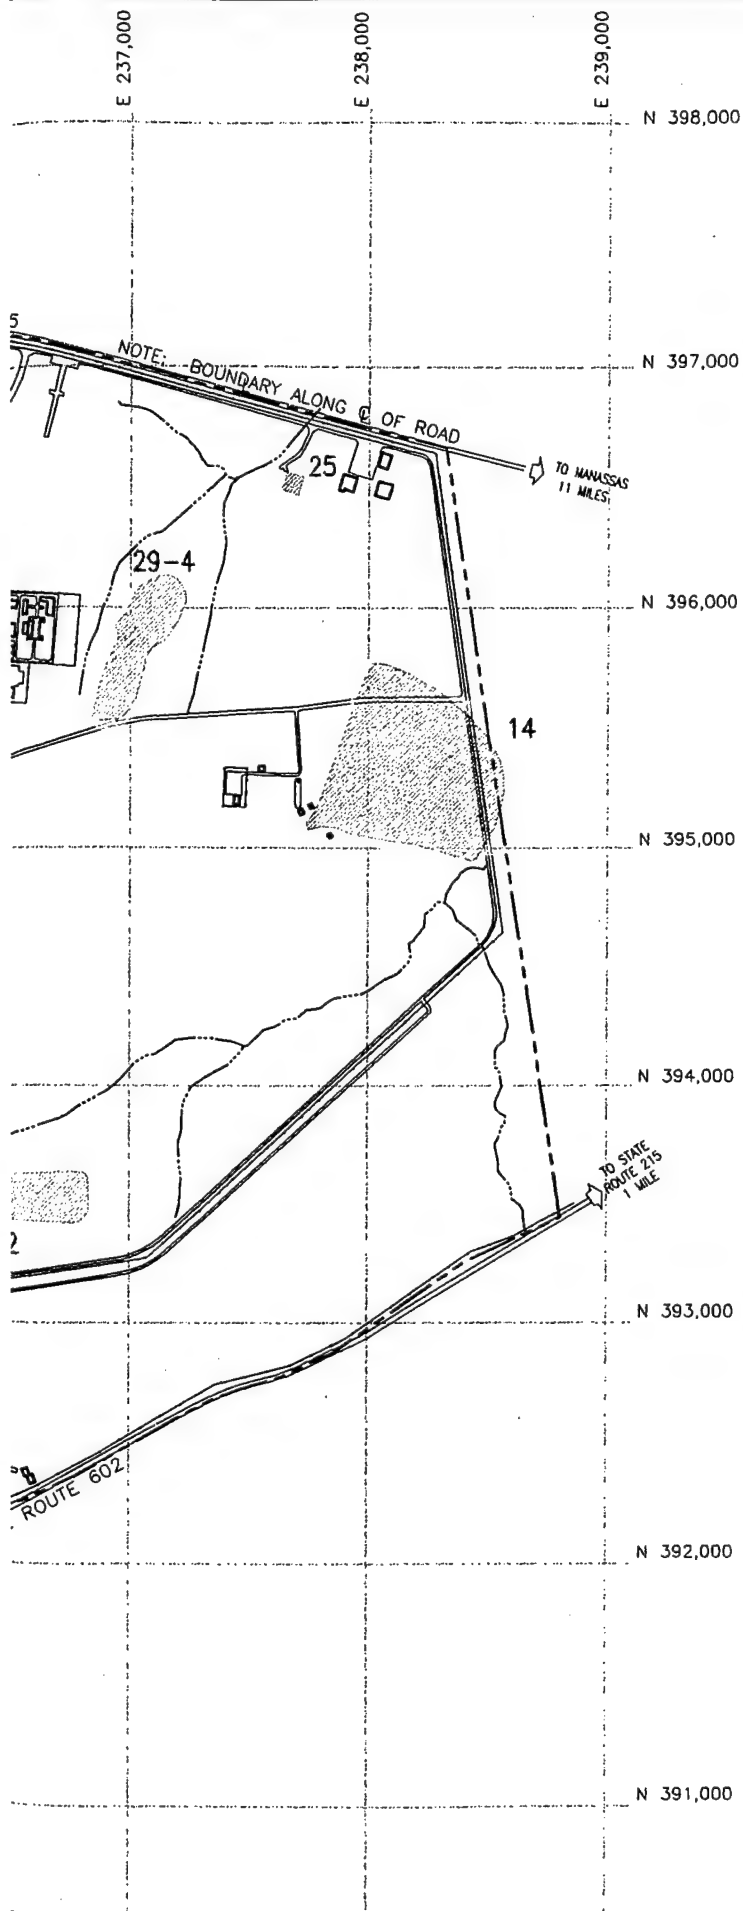 E 237,000
E 238,000
E 239,000
N 398,000
5
NOTE: BOUNDARY ALONG ℄ OF ROAD
N 397,000
TO MANASSAS
11 MILES
25
29-4
N 396,000
14
N 395,000
N 394,000
TO STATE
ROUTE 215
1 MILE
2
N 393,000
ROUTE 602
N 392,000
N 391,000